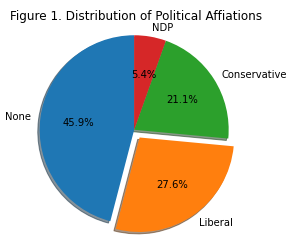 Figure 1. Distribution of Political Affiations
NDP
5.4%
Conservative
21.1%
None
45.9%
27.6%
Liberal